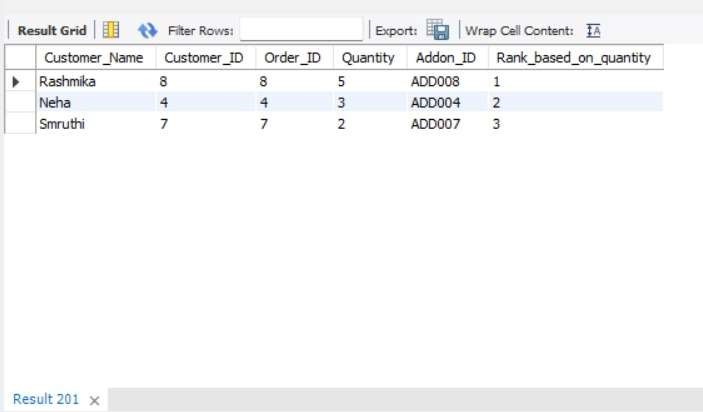 Result Grid Filter Rows: Export: Wrap Cell Content: IA
Customer_Name Customer_ID Order_ID Quantity Addon_ID Rank_based_on_quantity
Rashmika 8 8 5 ADD008 1
Neha 4 4 3 ADD004 2
Smruthi 7 7 2 ADD007 3
Result 201